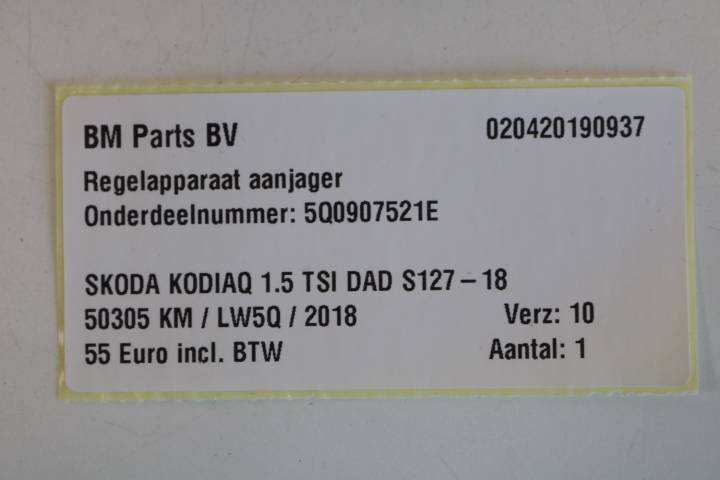 BM Parts BV 020420190937
Regelapparaat aanjager
Onderdeelnummer: 5Q0907521E
SKODA KODIAQ 1.5 TSI DAD S127 – 18
50305 KM / LW5Q / 2018 Verz: 10
55 Euro incl. BTW Aantal: 1